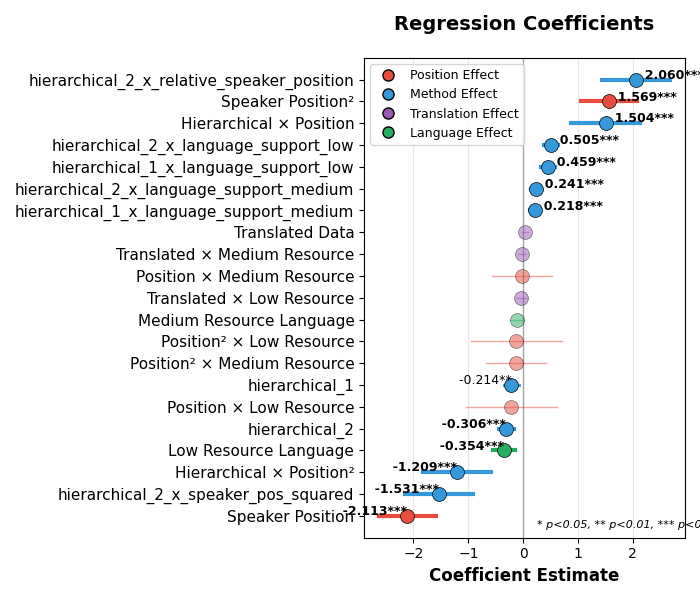 Regression Coefficients
Position Effect
Method Effect
Translation Effect
Language Effect
hierarchical_2_x_relative_speaker_position 2.060***
Speaker Position² 1.569***
Hierarchical × Position 1.504***
hierarchical_2_x_language_support_low 0.505***
hierarchical_1_x_language_support_low 0.459***
hierarchical_2_x_language_support_medium 0.241***
hierarchical_1_x_language_support_medium 0.218***
Translated Data
Translated × Medium Resource
Position × Medium Resource
Translated × Low Resource
Medium Resource Language
Position² × Low Resource
Position² × Medium Resource
hierarchical_1 -0.214**
Position × Low Resource
hierarchical_2 -0.306***
Low Resource Language -0.354***
Hierarchical × Position² -1.209***
hierarchical_2_x_speaker_pos_squared -1.531***
Speaker Position -2.113***
* p<0.05, ** p<0.01, *** p<0
−2 −1 0 1 2
Coefficient Estimate